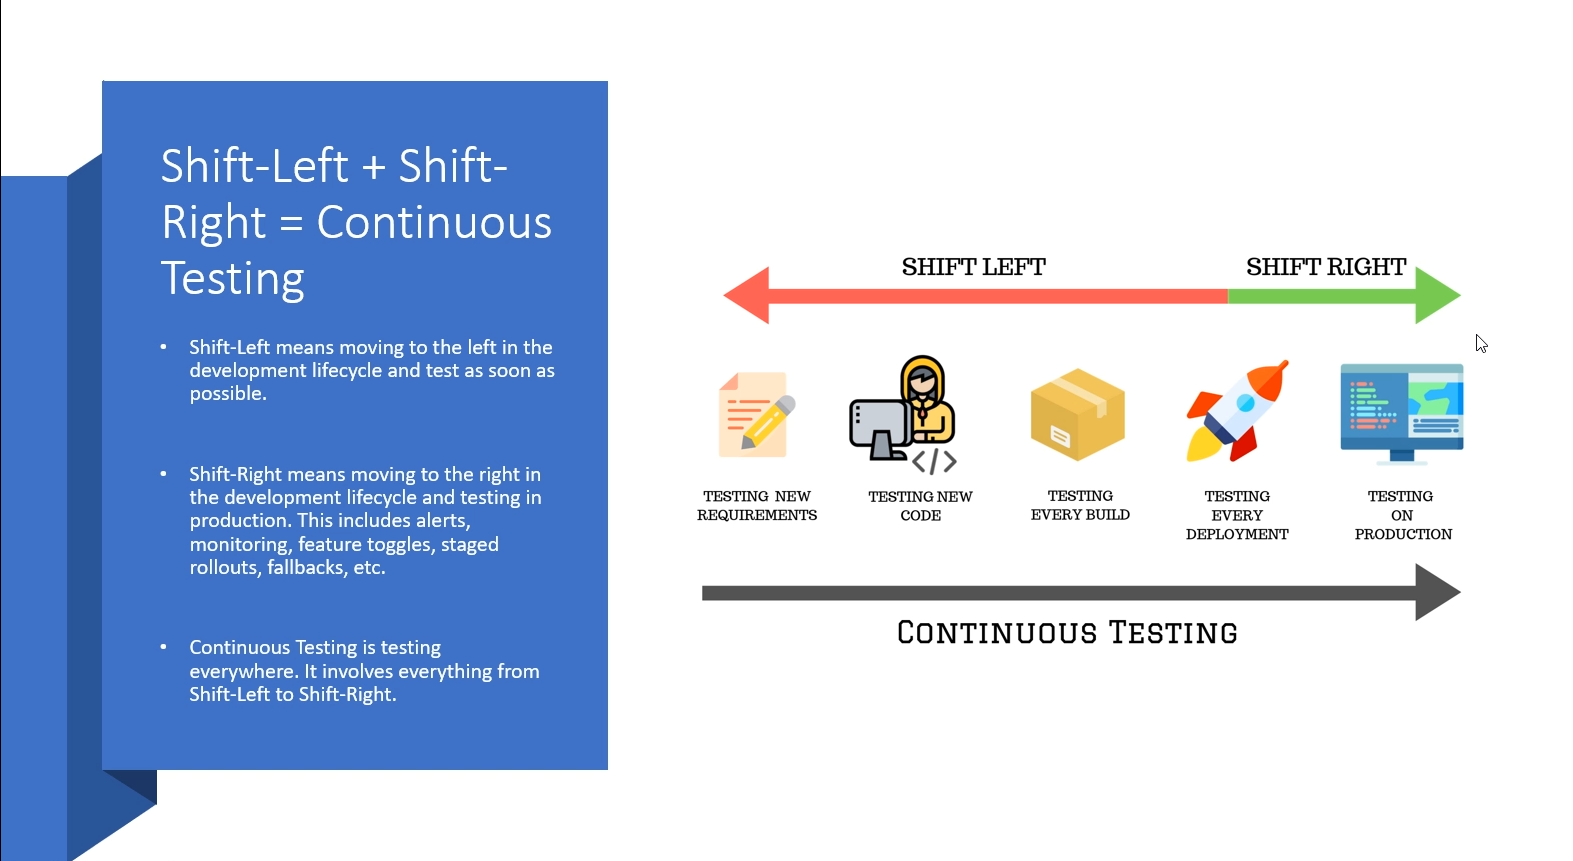 Shift-Left + Shift-
Right = Continuous
Testing
• Shift-Left means moving to the left in the
development lifecycle and test as soon as
possible.
• Shift-Right means moving to the right in
the development lifecycle and testing in
production. This includes alerts,
monitoring, feature toggles, staged
rollouts, fallbacks, etc.
• Continuous Testing is testing
everywhere. It involves everything from
Shift-Left to Shift-Right.
SHIFT LEFT
SHIFT RIGHT
</>
TESTING NEW
REQUIREMENTS
TESTING NEW
CODE
TESTING
EVERY BUILD
TESTING
EVERY
DEPLOYMENT
TESTING
ON
PRODUCTION
CONTINUOUS TESTING